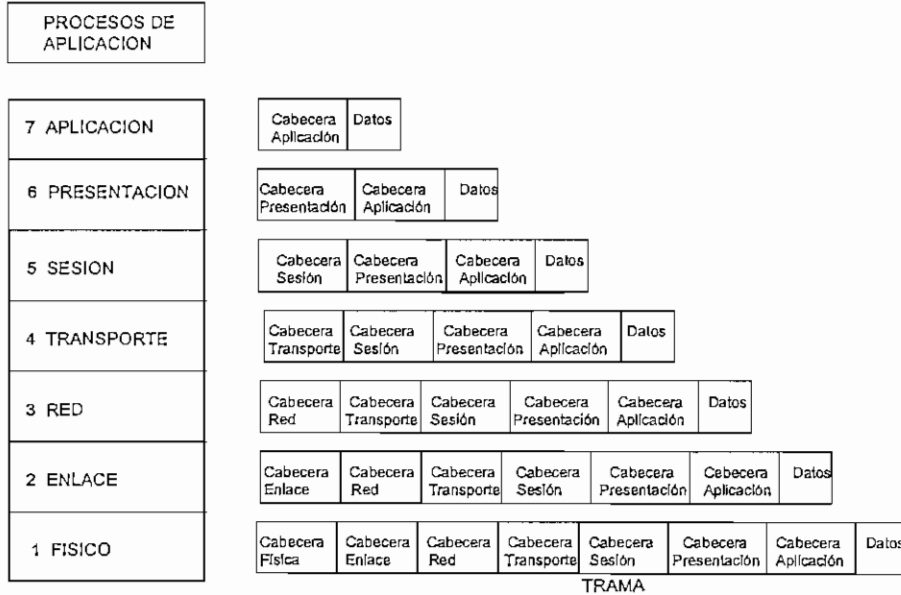 PROCESOS DE
APLICACION
7 APLICACION
Cabecera Datos
Aplicación
6 PRESENTACION
Cabecera Cabecera Datos
Presentación Aplicación
5 SESION
Cabecera Cabecera Cabecera Datos
Sesión Presentación Aplicación
4 TRANSPORTE
Cabecera Cabecera Cabecera Cabecera Datos
Transporte Sesión Presentación Aplicación
3 RED
Cabecera Cabecera Cabecera Cabecera Cabecera Datos
Red Transporte Sesión Presentación Aplicación
2 ENLACE
Cabecera Cabecera Cabecera Cabecera Cabecera Cabecera Datos
Enlace Red Transporte Sesión Presentación Aplicación
1 FISICO
Cabecera Cabecera Cabecera Cabecera Cabecera Cabecera Cabecera Datos
Física Enlace Red Transporte Sesión Presentación Aplicación
TRAMA